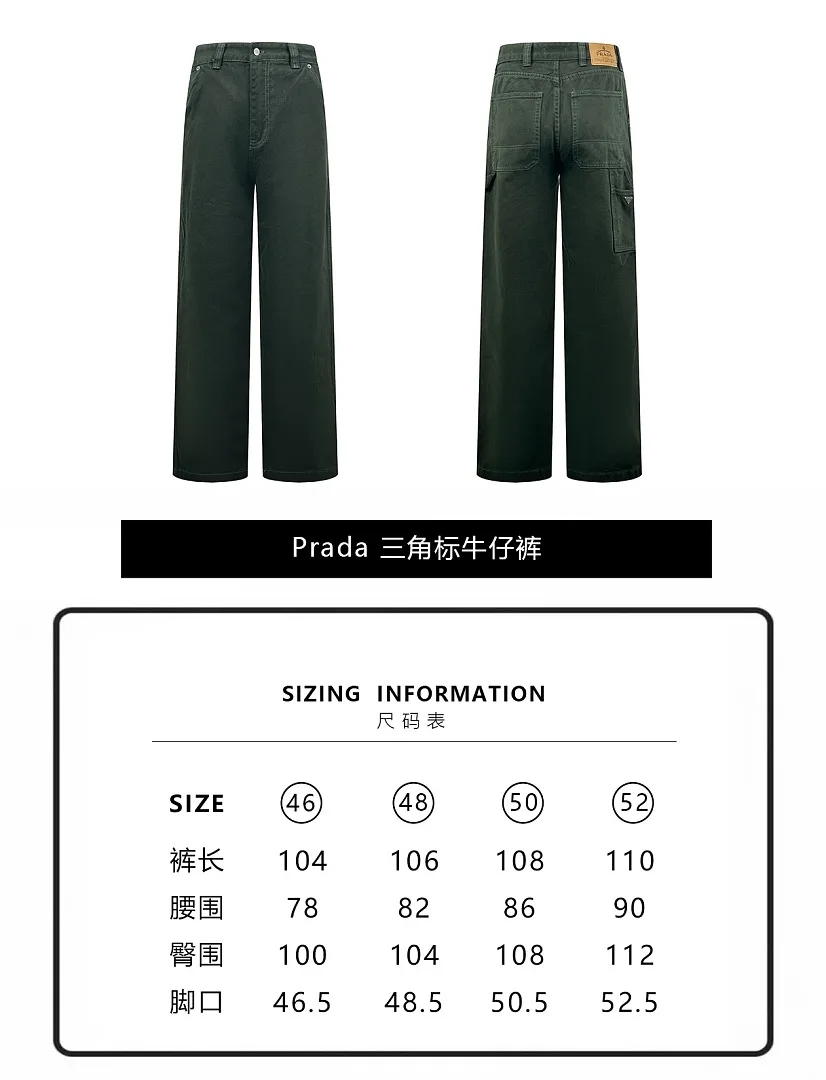 PRADA
Prada 三角标牛仔裤
SIZING INFORMATION
尺码表
SIZE 46 48 50 52
裤长 104 106 108 110
腰围 78 82 86 90
臀围 100 104 108 112
脚口 46.5 48.5 50.5 52.5